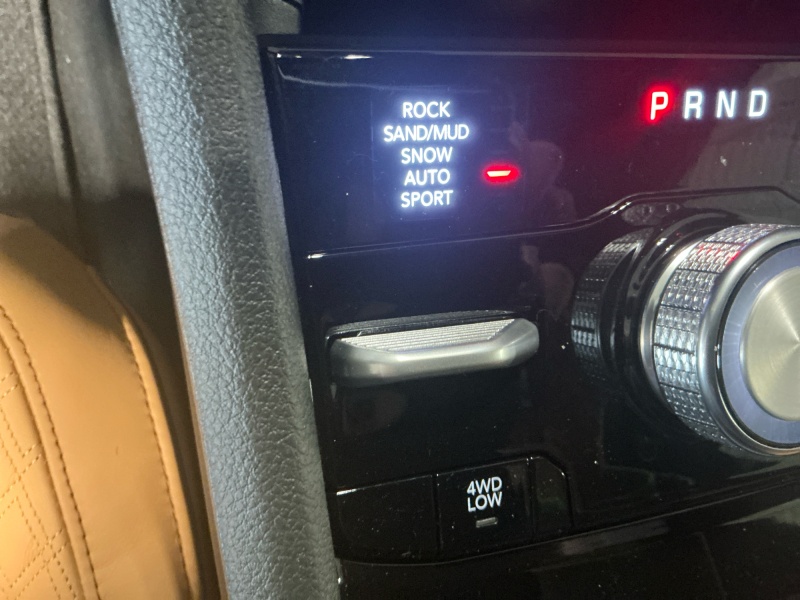 ROCK
SAND/MUD
SNOW
AUTO
SPORT
P R N D
4WD
LOW